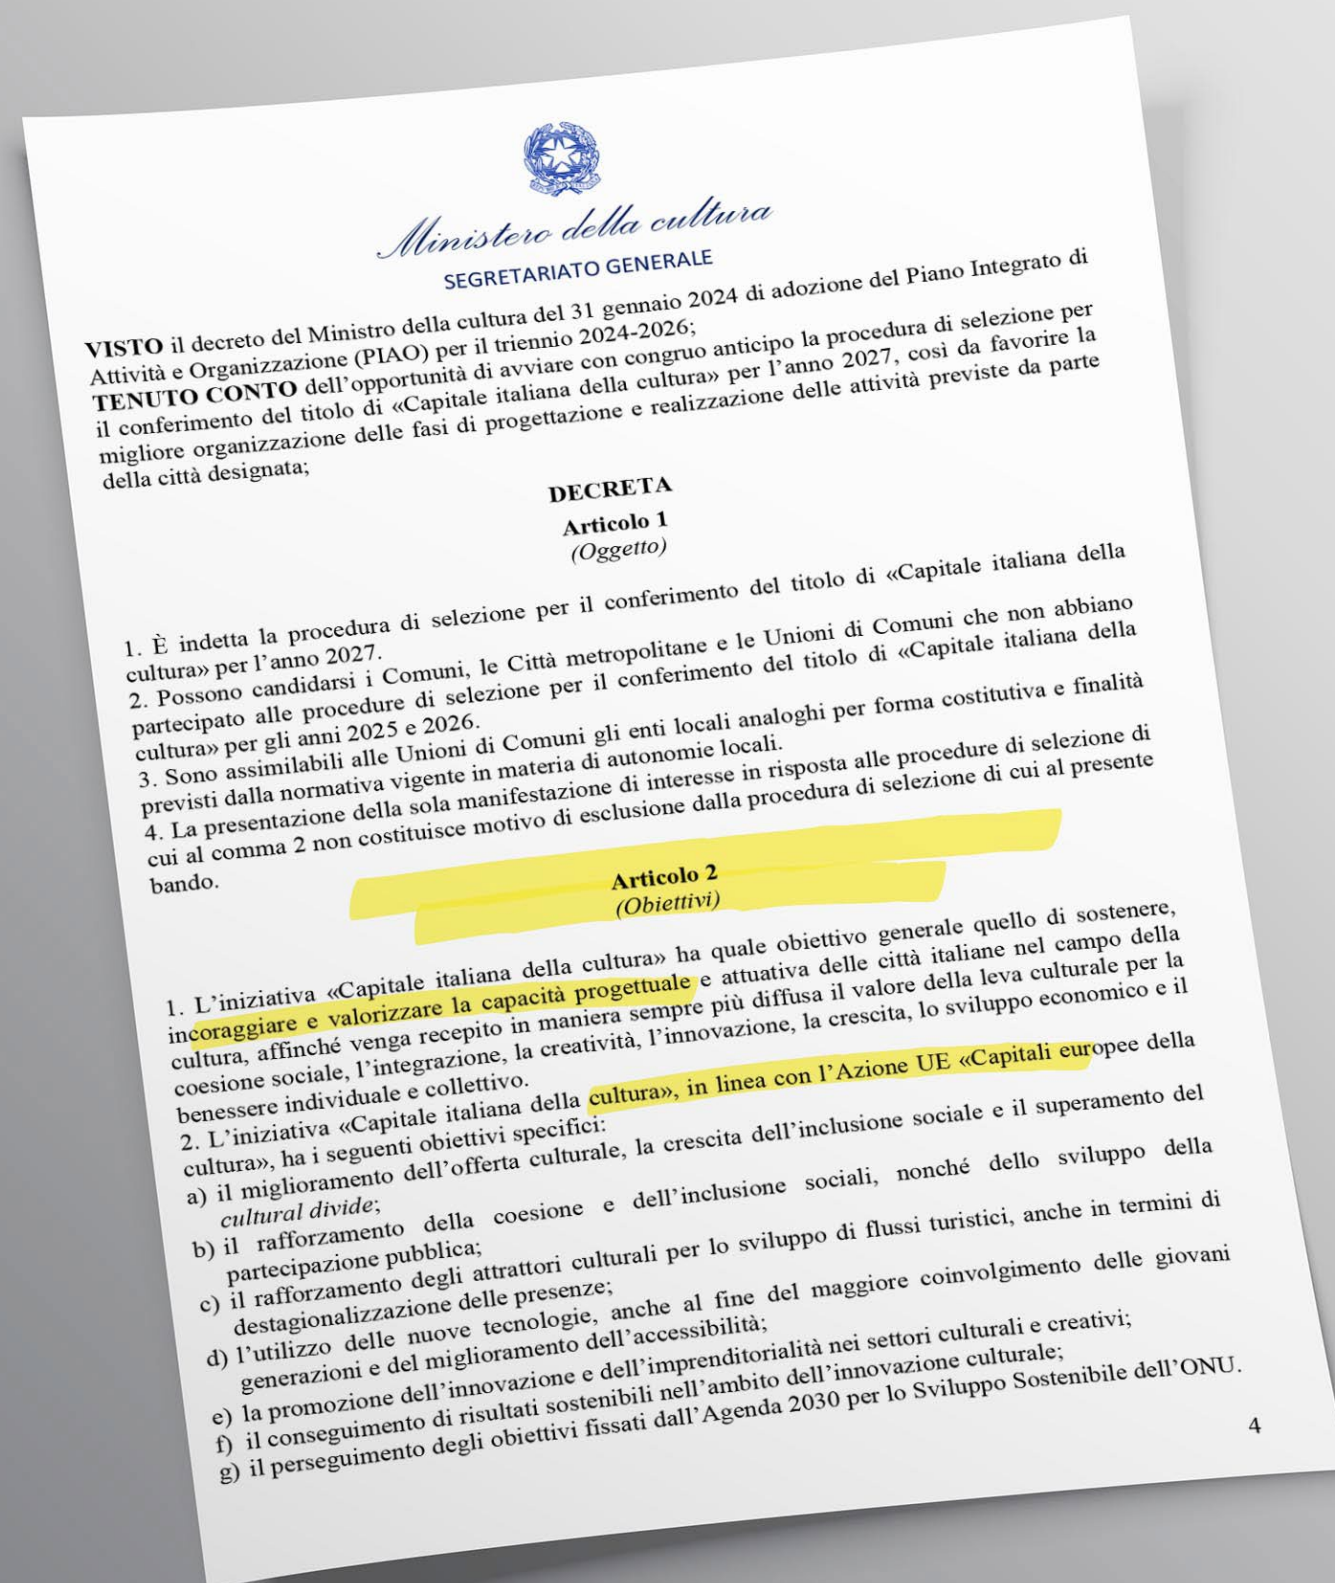 Ministero della cultura
SEGRETARIATO GENERALE
VISTO il decreto del Ministro della cultura del 31 gennaio 2024 di adozione del Piano Integrato di
Attività e Organizzazione (PIAO) per il triennio 2024-2026;
TENUTO CONTO dell’opportunità di avviare con congruo anticipo la procedura di selezione per
il conferimento del titolo di «Capitale italiana della cultura» per l’anno 2027, così da favorire la
migliore organizzazione delle fasi di progettazione e realizzazione delle attività previste da parte
della città designata;
DECRETA
Articolo 1
(Oggetto)
1. È indetta la procedura di selezione per il conferimento del titolo di «Capitale italiana della
cultura» per l’anno 2027.
2. Possono candidarsi i Comuni, le Città metropolitane e le Unioni di Comuni che non abbiano
partecipato alle procedure di selezione per il conferimento del titolo di «Capitale italiana della
cultura» per gli anni 2025 e 2026.
3. Sono assimilabili alle Unioni di Comuni gli enti locali analoghi per forma costitutiva e finalità
previsti dalla normativa vigente in materia di autonomie locali.
4. La presentazione della sola manifestazione di interesse in risposta alle procedure di selezione di
cui al comma 2 non costituisce motivo di esclusione dalla procedura di selezione di cui al presente
bando.
Articolo 2
(Obiettivi)
1. L’iniziativa «Capitale italiana della cultura» ha quale obiettivo generale quello di sostenere,
incoraggiare e valorizzare la capacità progettuale e attuativa delle città italiane nel campo della
cultura, affinché venga recepito in maniera sempre più diffusa il valore della leva culturale per la
coesione sociale, l’integrazione, la creatività, l’innovazione, la crescita, lo sviluppo economico e il
benessere individuale e collettivo.
2. L’iniziativa «Capitale italiana della cultura», in linea con l’Azione UE «Capitali europee della
cultura», ha i seguenti obiettivi specifici:
a) il miglioramento dell’offerta culturale, la crescita dell’inclusione sociale e il superamento del
cultural divide;
b) il rafforzamento della coesione e dell’inclusione sociali, nonché dello sviluppo della
partecipazione pubblica;
c) il rafforzamento degli attrattori culturali per lo sviluppo di flussi turistici, anche in termini di
destagionalizzazione delle presenze;
d) l’utilizzo delle nuove tecnologie, anche al fine del maggiore coinvolgimento delle giovani
generazioni e del miglioramento dell’accessibilità;
e) la promozione dell’innovazione e dell’imprenditorialità nei settori culturali e creativi;
f) il conseguimento di risultati sostenibili nell’ambito dell’innovazione culturale;
g) il perseguimento degli obiettivi fissati dall’Agenda 2030 per lo Sviluppo Sostenibile dell’ONU.
4